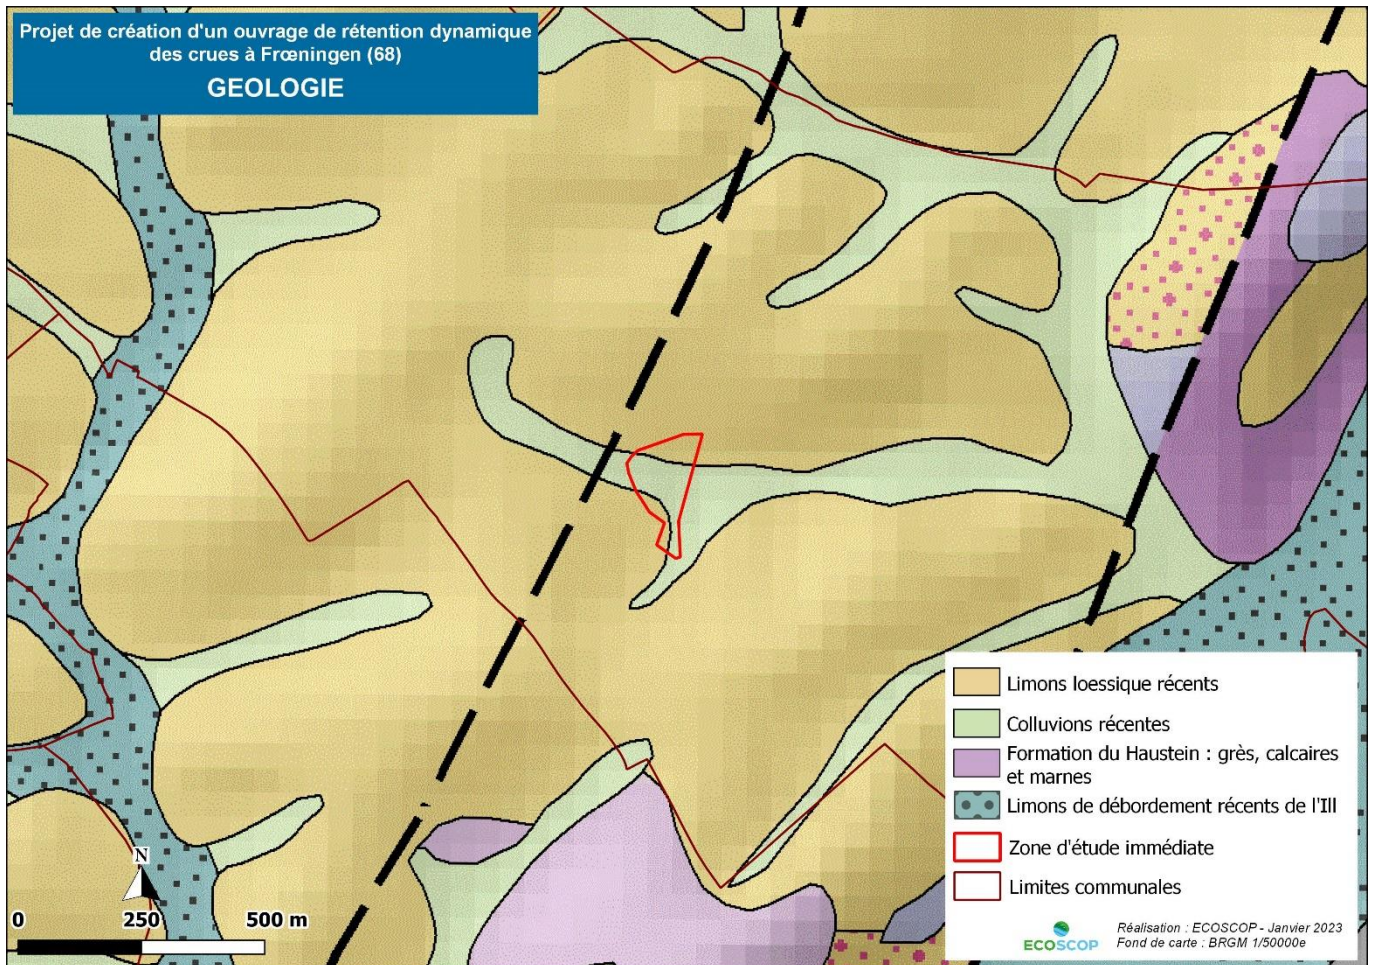 Projet de création d'un ouvrage de rétention dynamique
des crues à Frœningen (68)
GEOLOGIE
Limons loessique récents
Colluvions récentes
Formation du Haustein : grès, calcaires
et marnes
Limons de débordement récents de l'Ill
Zone d'étude immédiate
Limites communales
N
0 250 500 m
ECOSCOP
Réalisation : ECOSCOP - Janvier 2023
Fond de carte : BRGM 1/50000e